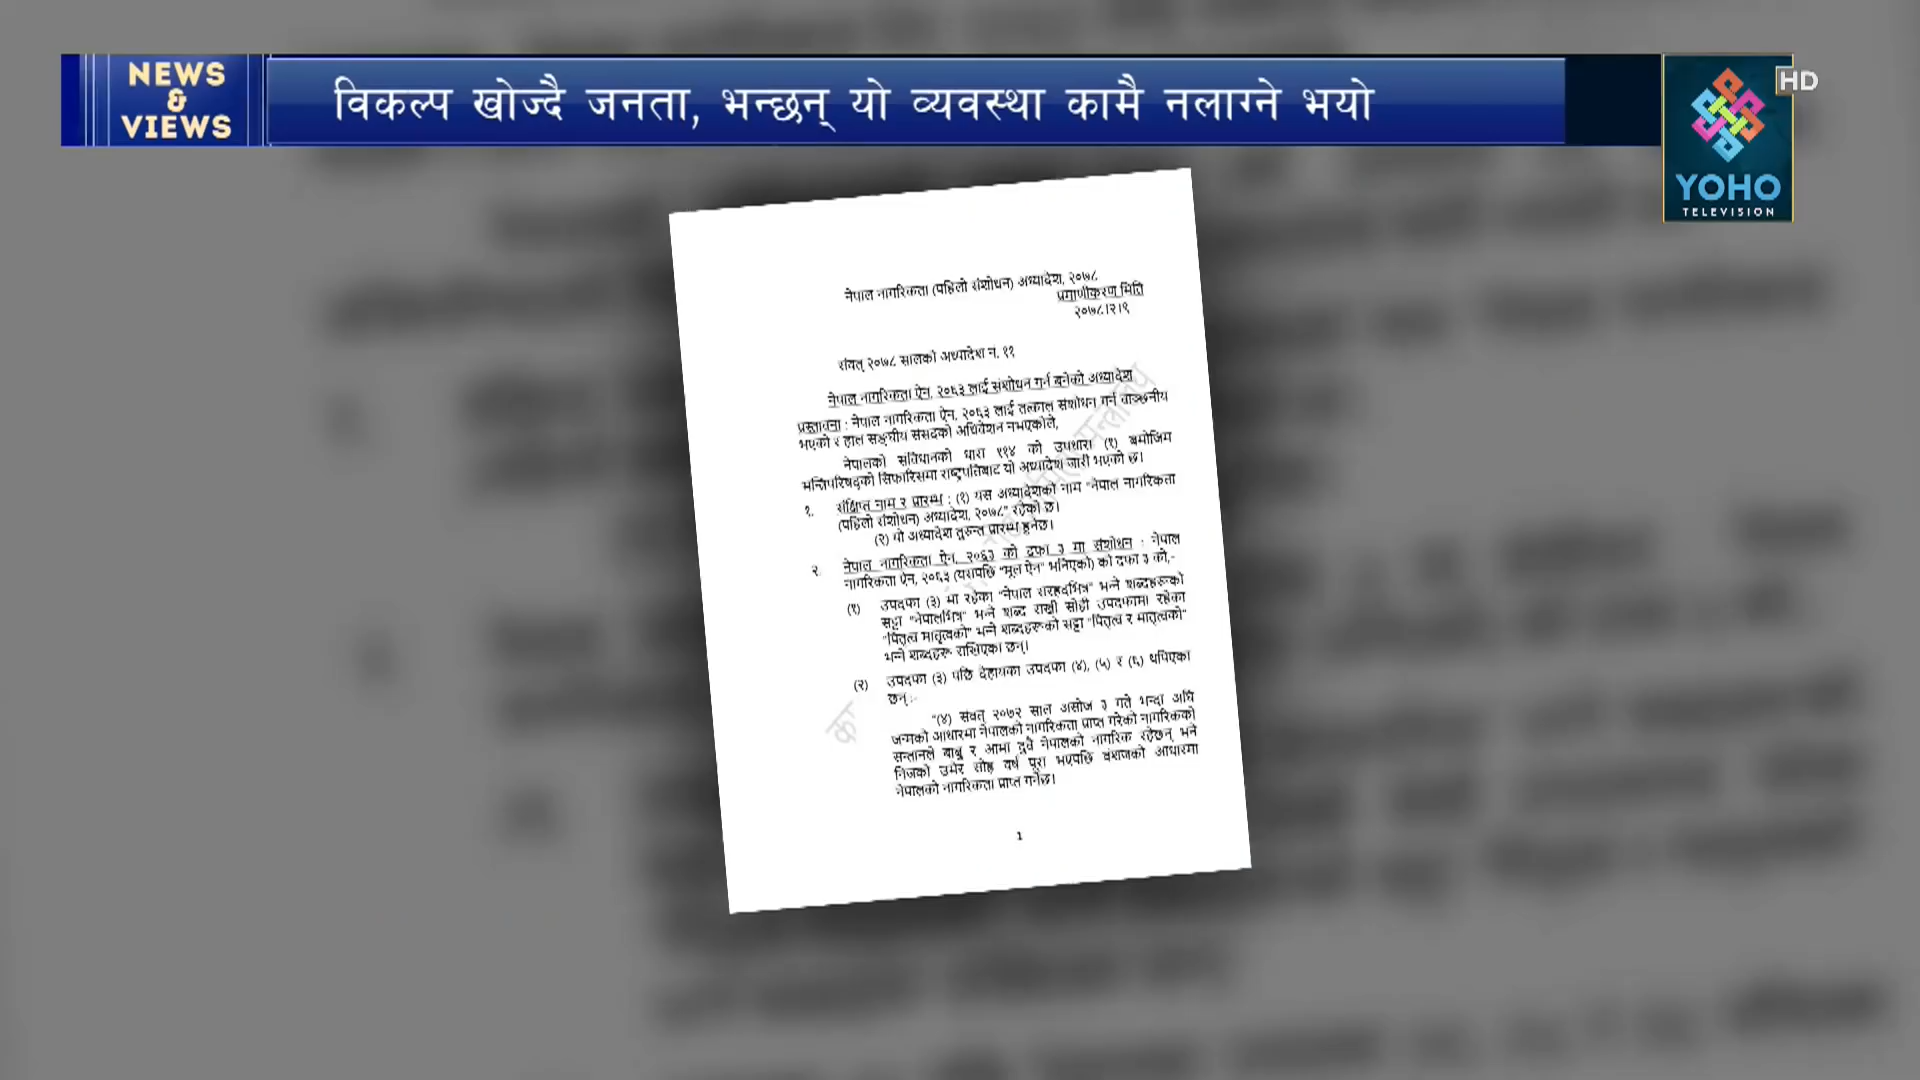 NEWS
&
VIEWS
विकल्प खोज्दै जनता, भन्छन् यो व्यवस्था कामै नलाग्ने भयो
HD
YOHO
TELEVISION
नेपाल नागरिकता (पहिलो संशोधन) अध्यादेश, २०७८
प्रमाणीकरण मिति
२०७८।२।९
संवत् २०७८ सालको अध्यादेश नं. ११
नेपाल नागरिकता ऐन, २०६३ लाई संशोधन गर्न बनेको अध्यादेश
प्रस्तावना : नेपाल नागरिकता ऐन, २०६३ लाई तत्काल संशोधन गर्न वाञ्छनीय
भएको र हाल सङ्घीय संसदको अधिवेशन नभएकोले,
नेपालको संविधानको धारा ११४ को उपधारा (१) बमोजिम
मन्त्रिपरिषद्को सिफारिसमा राष्ट्रपतिबाट यो अध्यादेश जारी भएको छ।
१. संक्षिप्त नाम र प्रारम्भ : (१) यस अध्यादेशको नाम "नेपाल नागरिकता
(पहिलो संशोधन) अध्यादेश, २०७८" रहेको छ।
(२) यो अध्यादेश तुरुन्त प्रारम्भ हुनेछ।
२. नेपाल नागरिकता ऐन, २०६३ को दफा ३ मा संशोधन : नेपाल
नागरिकता ऐन, २०६३ (यसपछि "मूल ऐन" भनिएको) को दफा ३ को,-
(१) उपदफा (३) मा रहेका "नेपाल सरहदभित्र" भन्ने शब्दहरूको
सट्टा "नेपालभित्र" भन्ने शब्द राखी सोही उपदफामा रहेका
"पितृत्व मातृत्वको" भन्ने शब्दहरूको सट्टा "पितृत्व र मातृत्वको"
भन्ने शब्दहरू राखिएका छन्।
(२) उपदफा (३) पछि देहायका उपदफा (४), (५) र (६) थपिएका
छन् :-
"(४) संवत् २०७२ साल असोज ३ गते भन्दा अघि
जन्मको आधारमा नेपालको नागरिकता प्राप्त गरेको नागरिकको
सन्तानले बाबु र आमा दुवै नेपालको नागरिक रहेछन् भने
निजको उमेर सोह्र वर्ष पूरा भएपछि वंशजको आधारमा
नेपालको नागरिकता प्राप्त गर्नेछ।
1